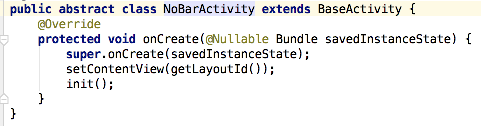 public abstract class NoBarActivity extends BaseActivity {
    @Override
    protected void onCreate(@Nullable Bundle savedInstanceState) {
        super.onCreate(savedInstanceState);
        setContentView(getLayoutId());
        init();
    }
}